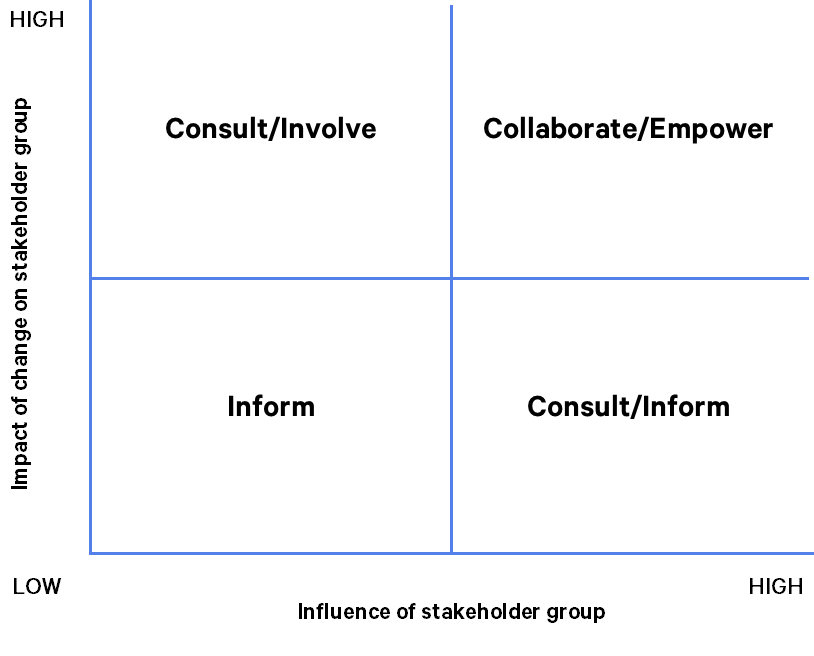 HIGH
Impact of change on stakeholder group
Consult/Involve
Collaborate/Empower
Inform
Consult/Inform
LOW
HIGH
Influence of stakeholder group